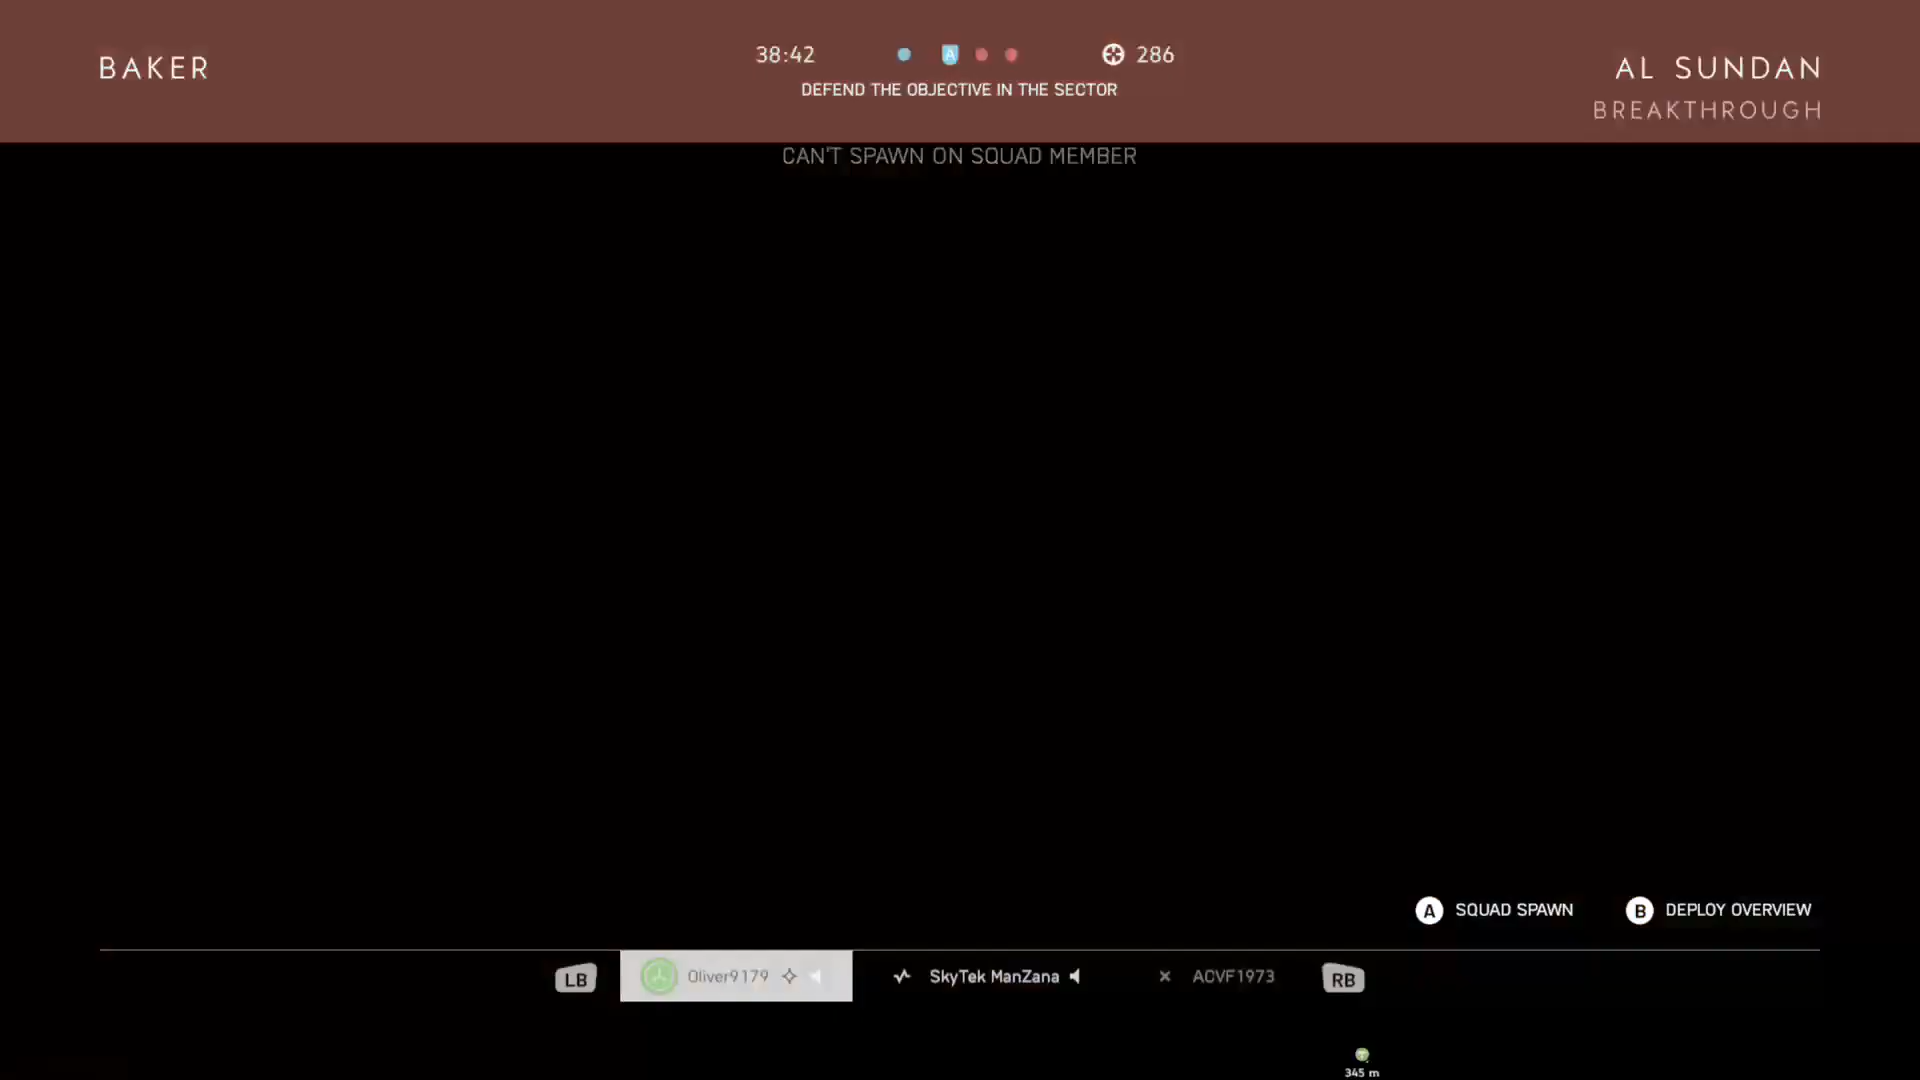 BAKER
38:42
A
286
DEFEND THE OBJECTIVE IN THE SECTOR
AL SUNDAN
BREAKTHROUGH
CAN'T SPAWN ON SQUAD MEMBER
A SQUAD SPAWN
B DEPLOY OVERVIEW
LB
Oliver9179
SkyTek ManZana
ACVF1973
RB
345 m